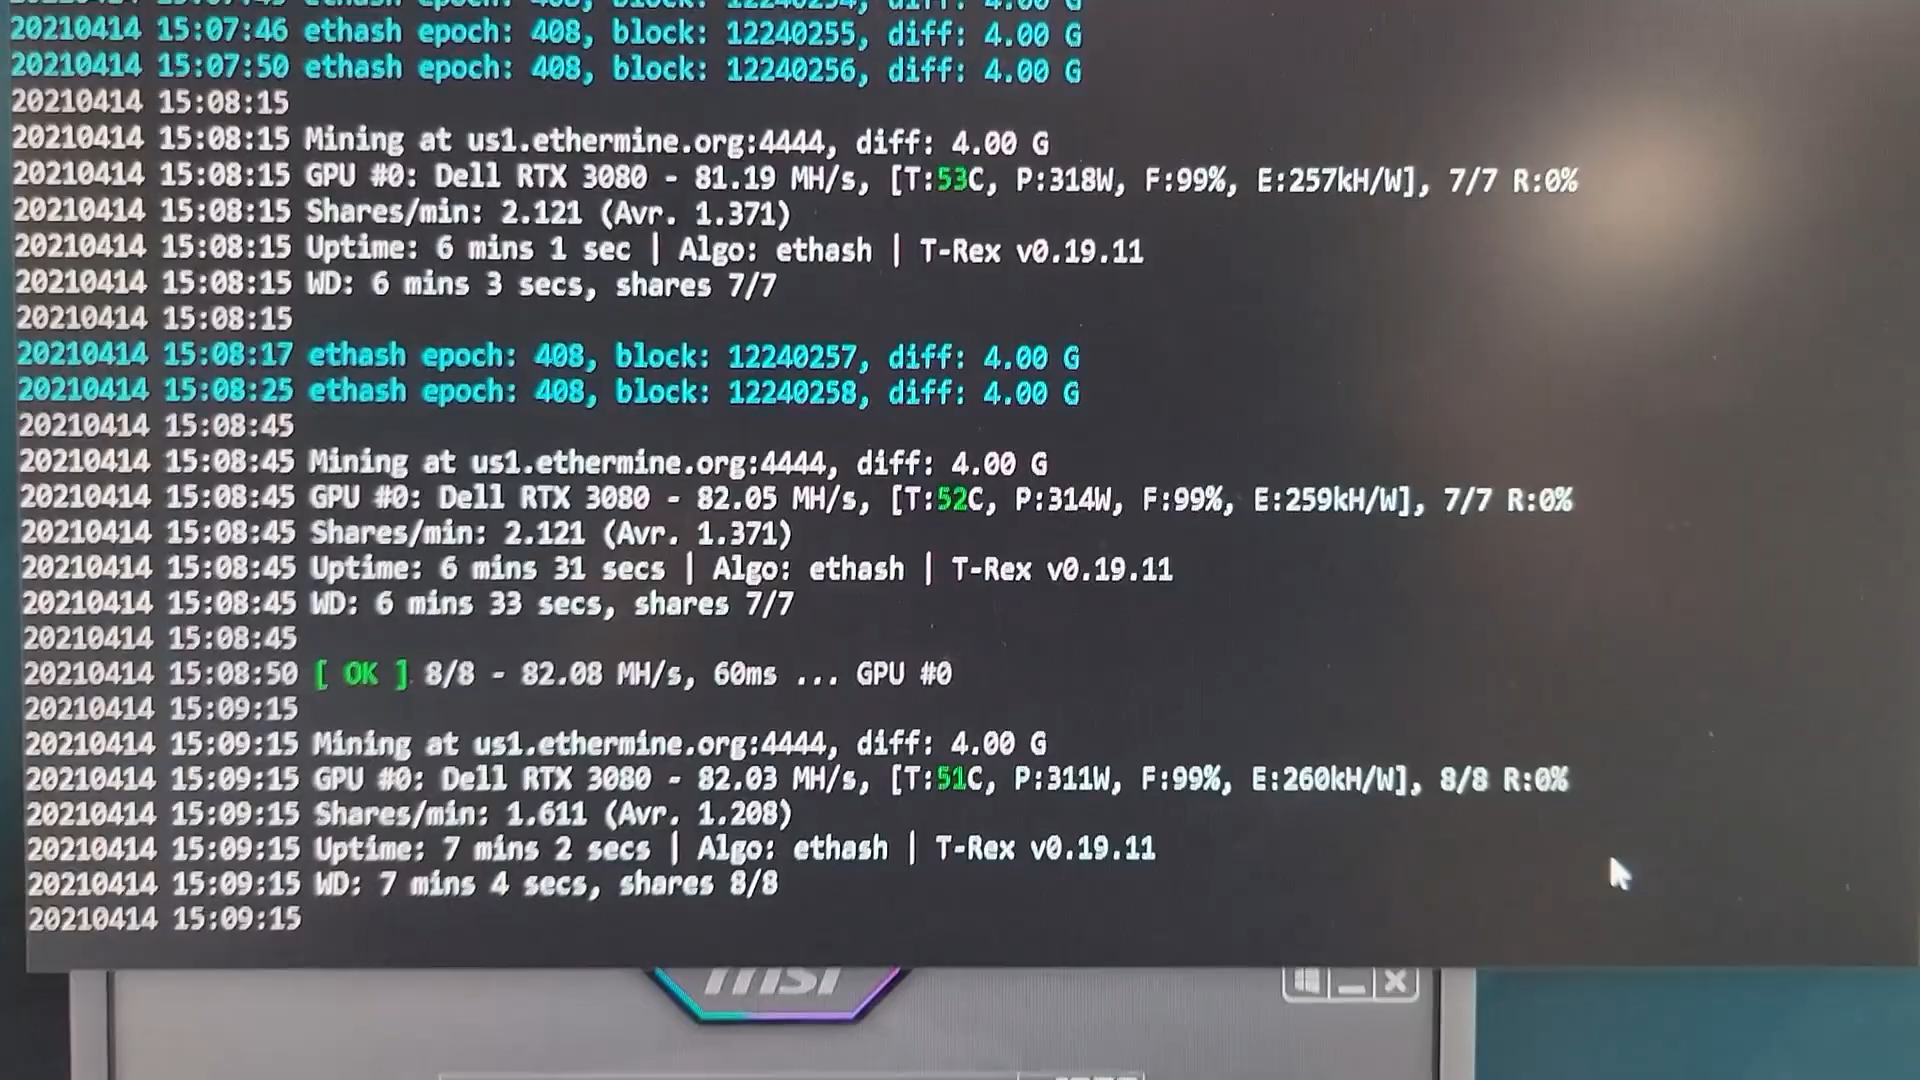 ethash epoch: 408, block: 12240254, diff: 4.00 G
20210414 15:07:46 ethash epoch: 408, block: 12240255, diff: 4.00 G
20210414 15:07:50 ethash epoch: 408, block: 12240256, diff: 4.00 G
20210414 15:08:15
20210414 15:08:15 Mining at us1.ethermine.org:4444, diff: 4.00 G
20210414 15:08:15 GPU #0: Dell RTX 3080 - 81.19 MH/s, [T:53C, P:318W, F:99%, E:257kH/W], 7/7 R:0%
20210414 15:08:15 Shares/min: 2.121 (Avr. 1.371)
20210414 15:08:15 Uptime: 6 mins 1 sec | Algo: ethash | T-Rex v0.19.11
20210414 15:08:15 WD: 6 mins 3 secs, shares 7/7
20210414 15:08:15
20210414 15:08:17 ethash epoch: 408, block: 12240257, diff: 4.00 G
20210414 15:08:25 ethash epoch: 408, block: 12240258, diff: 4.00 G
20210414 15:08:45
20210414 15:08:45 Mining at us1.ethermine.org:4444, diff: 4.00 G
20210414 15:08:45 GPU #0: Dell RTX 3080 - 82.05 MH/s, [T:52C, P:314W, F:99%, E:259kH/W], 7/7 R:0%
20210414 15:08:45 Shares/min: 2.121 (Avr. 1.371)
20210414 15:08:45 Uptime: 6 mins 31 secs | Algo: ethash | T-Rex v0.19.11
20210414 15:08:45 WD: 6 mins 33 secs, shares 7/7
20210414 15:08:45
20210414 15:08:50 [ OK ] 8/8 - 82.08 MH/s, 60ms ... GPU #0
20210414 15:09:15
20210414 15:09:15 Mining at us1.ethermine.org:4444, diff: 4.00 G
20210414 15:09:15 GPU #0: Dell RTX 3080 - 82.03 MH/s, [T:51C, P:311W, F:99%, E:260kH/W], 8/8 R:0%
20210414 15:09:15 Shares/min: 1.611 (Avr. 1.208)
20210414 15:09:15 Uptime: 7 mins 2 secs | Algo: ethash | T-Rex v0.19.11
20210414 15:09:15 WD: 7 mins 4 secs, shares 8/8
20210414 15:09:15
msi